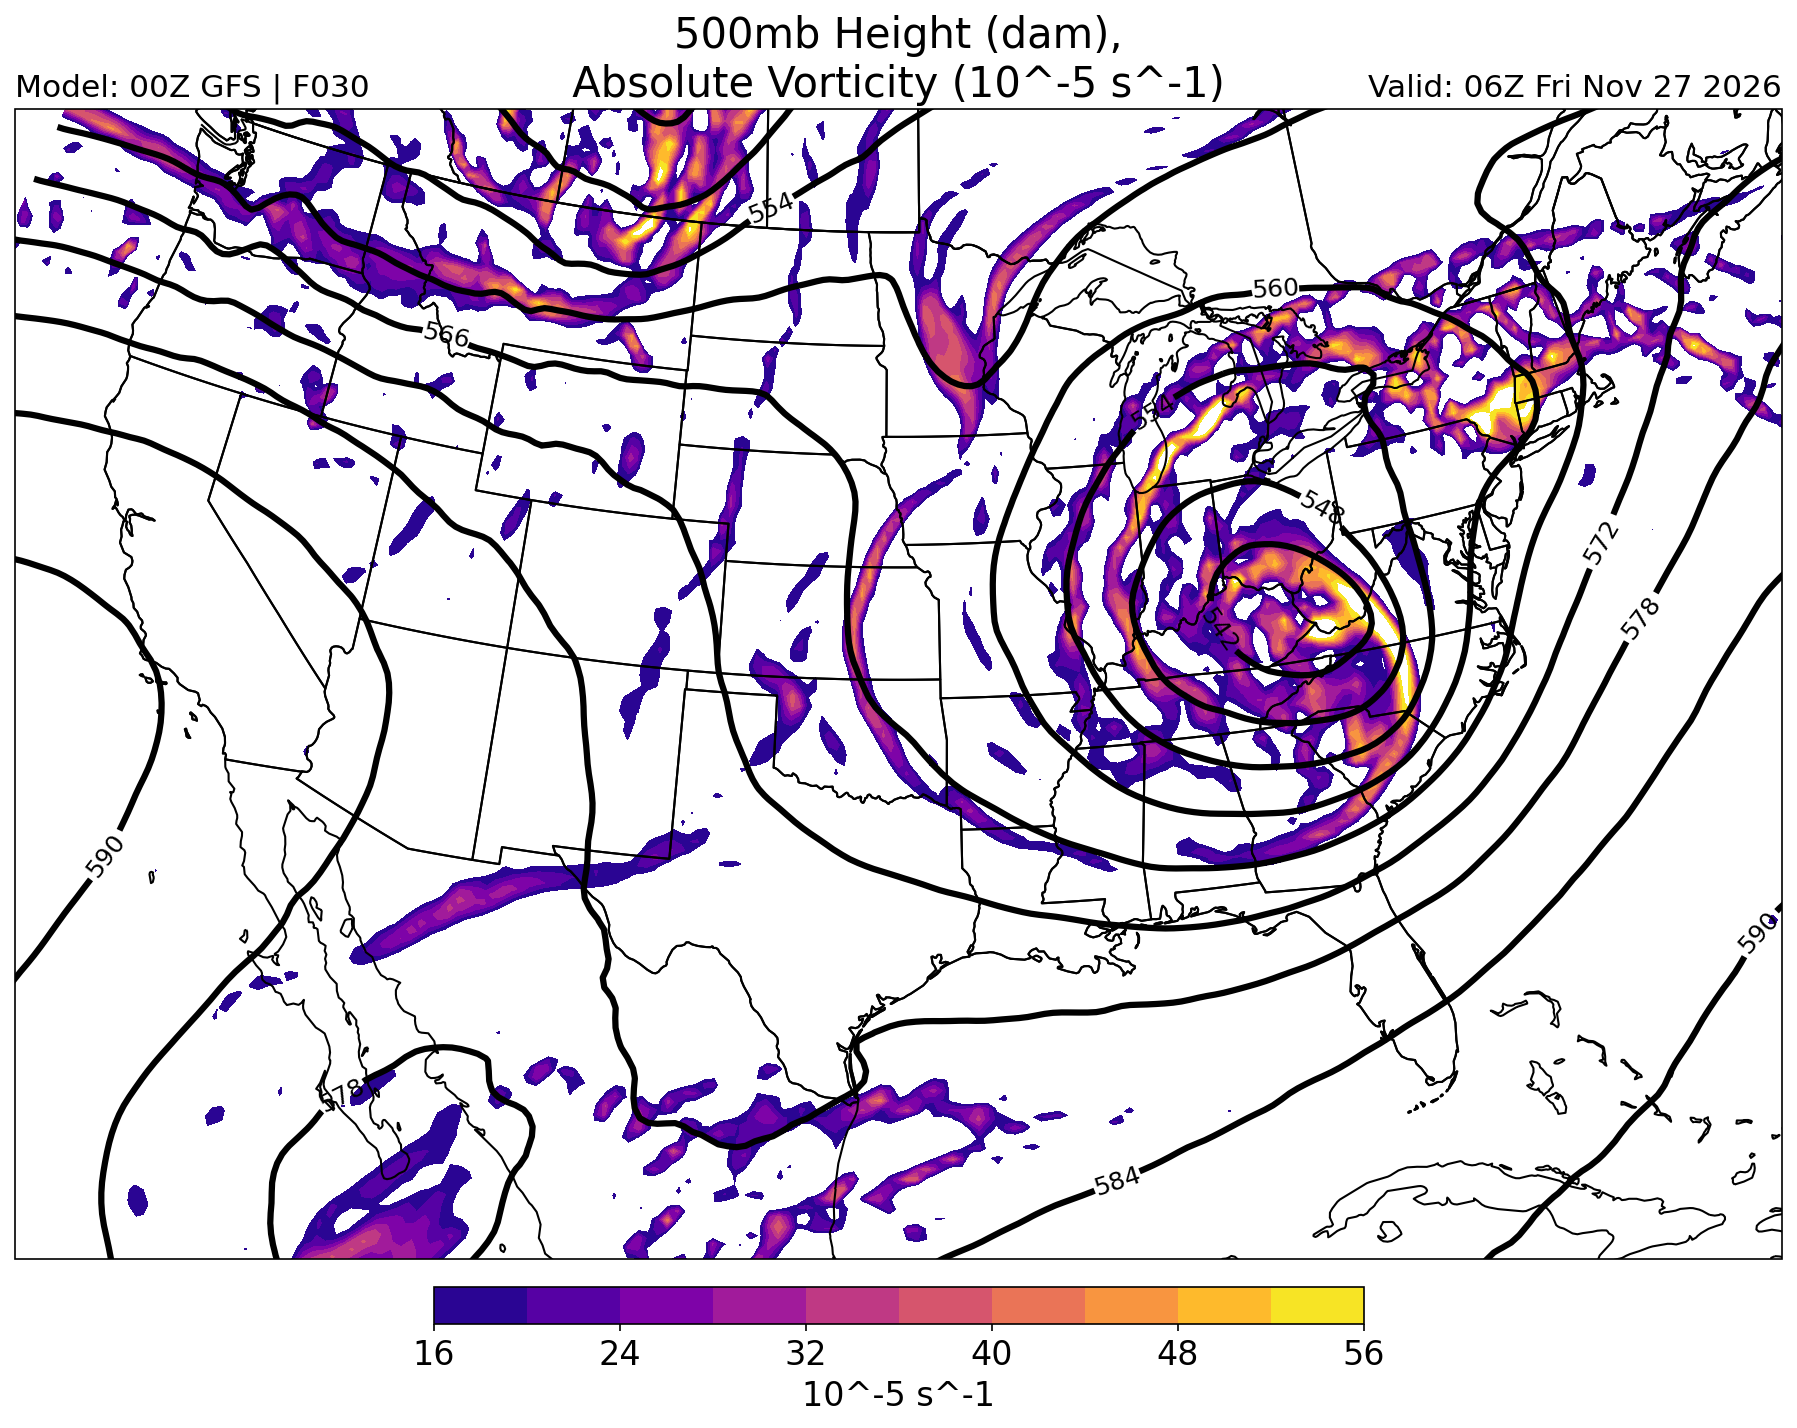 500mb Height (dam),
Model: 00Z GFS | F030
Absolute Vorticity (10^-5 s^-1)
Valid: 06Z Fri Nov 27 2026
554
566
560
554
548
542
572
578
590
590
578
584
16 24 32 40 48 56
10^-5 s^-1